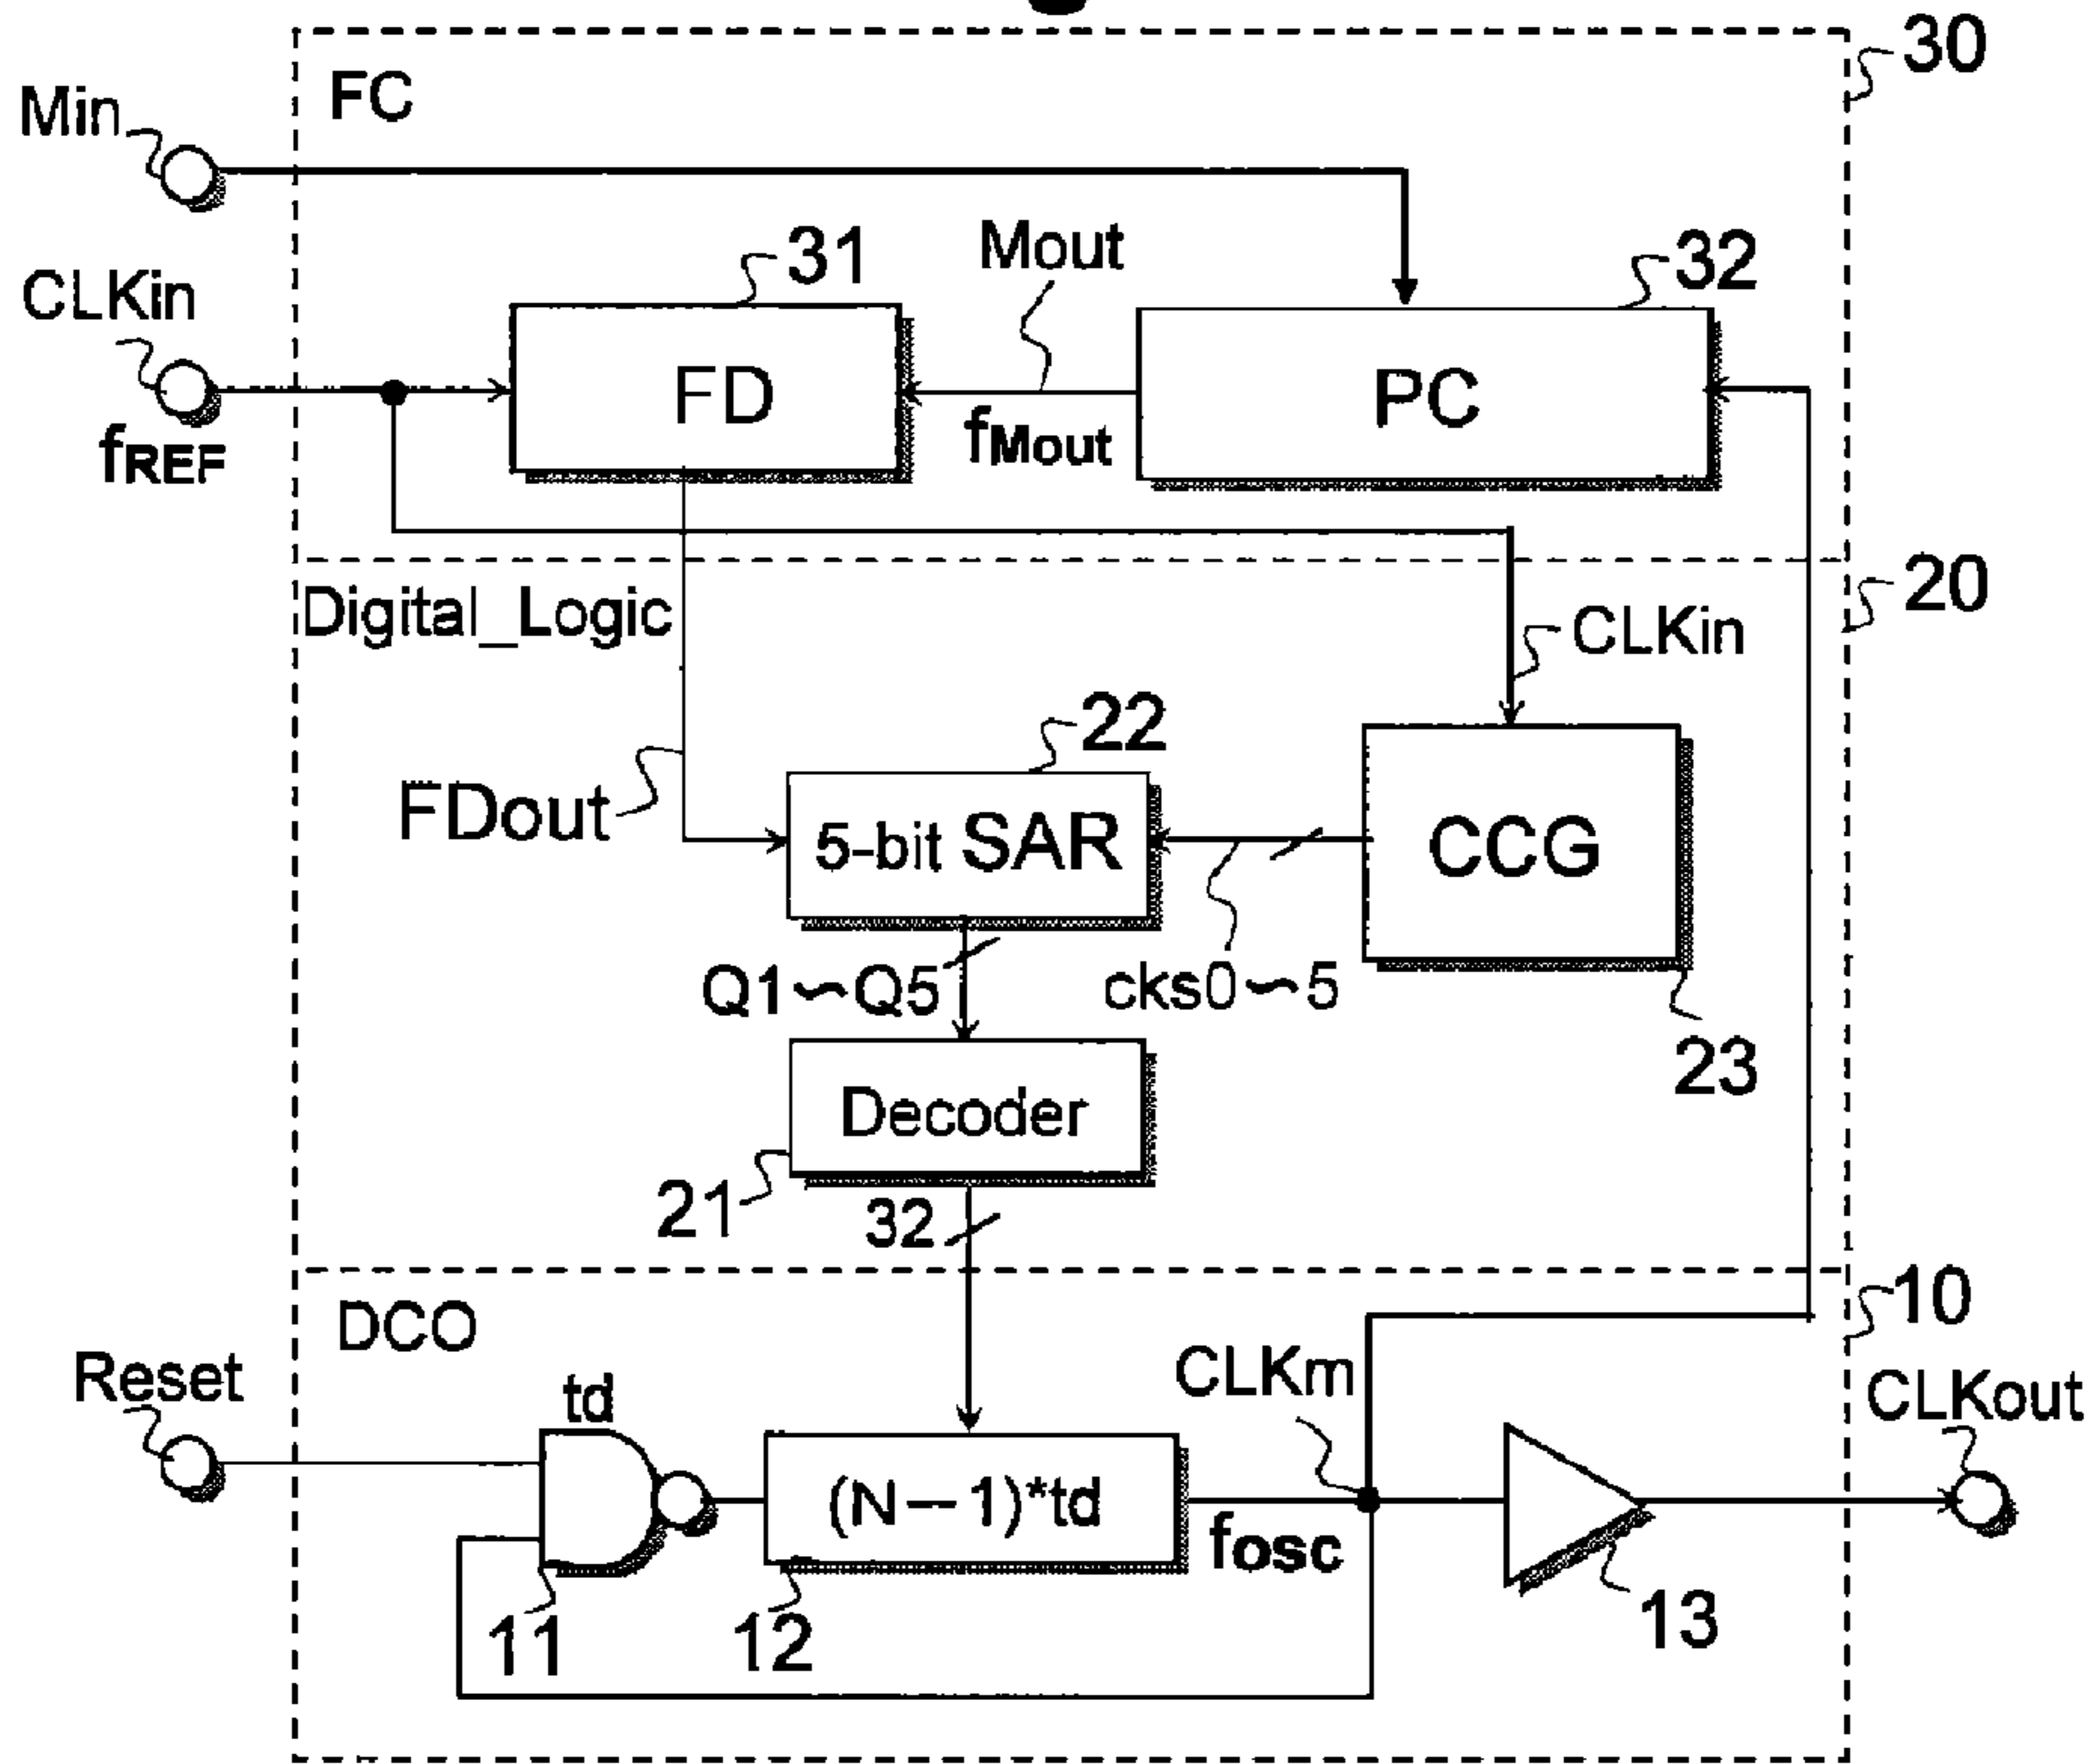 30
FC
Min
31
Mout
32
CLKin
FD
PC
fREF
fMout
20
Digital_Logic
CLKin
22
FDout
5-bit SAR
CCG
Q1∽Q5
cks0∽5
23
Decoder
21
32
10
DCO
Reset
td
CLKm
CLKout
(N−1)*td
fosc
11
12
13